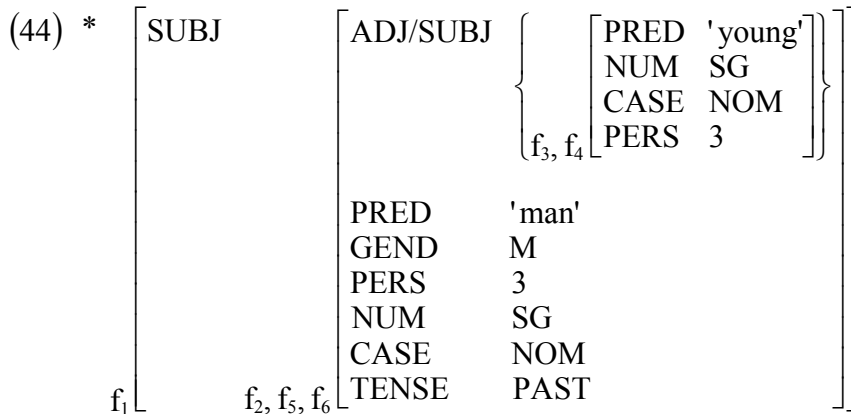 (44) * SUBJ ADJ/SUBJ PRED 'young'
NUM SG
CASE NOM
f₃, f₄ PERS 3
PRED 'man'
GEND M
PERS 3
NUM SG
CASE NOM
f₁ f₂, f₅, f₆ TENSE PAST